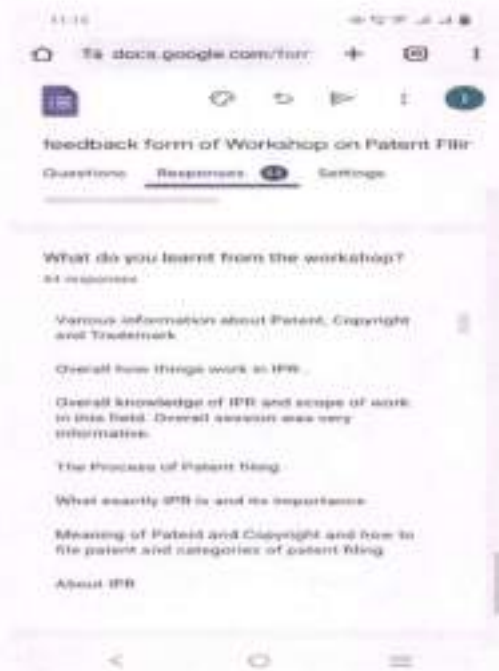 11:10
docs.google.com/forr
feedback form of Workshop on Patent Filir
Questions Responses Settings
What do you learnt from the workshop?
responses
Various information about Patent, Copyright
and Trademark
Overall how things work in IPR.
Overall knowledge of IPR and scope of work
in this field. Overall session was very
informative.
The Process of Patent filing
What exactly IPR is and its importance
Meaning of Patent and Copyright and how to
file patent and categories of patent filing
About IPR